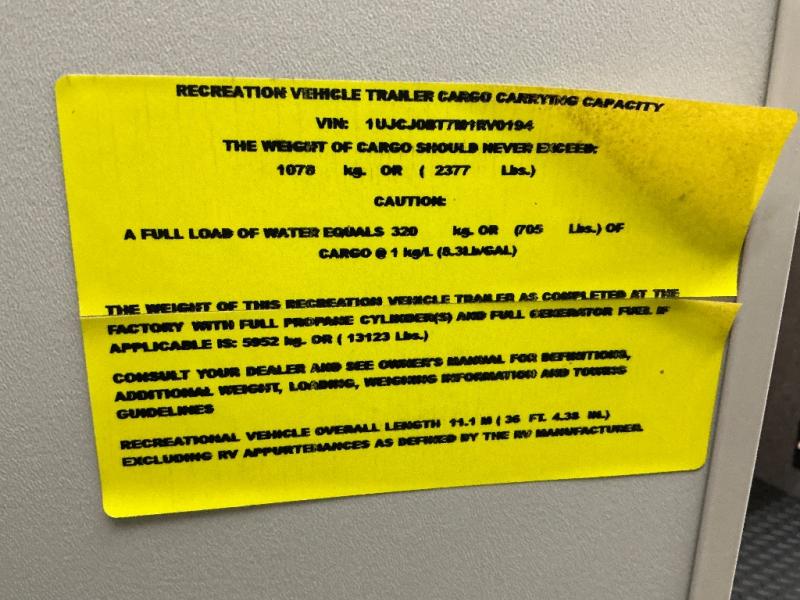 RECREATION VEHICLE TRAILER CARGO CARRYING CAPACITY
VIN: 1UJCJ0BT7M1RV0194
THE WEIGHT OF CARGO SHOULD NEVER EXCEED:
1078 kg. OR ( 2377 Lbs.)
CAUTION:
A FULL LOAD OF WATER EQUALS 320 kg. OR (705 Lbs.) OF
CARGO @ 1 kg/L (8.3Lb/GAL)
THE WEIGHT OF THIS RECREATION VEHICLE TRAILER AS COMPLETED AT THE
FACTORY WITH FULL PROPANE CYLINDER(S) AND FULL GENERATOR FUEL IF
APPLICABLE IS: 5952 kg. OR ( 13123 Lbs.)
CONSULT YOUR DEALER AND SEE OWNER'S MANUAL FOR DEFINITIONS,
ADDITIONAL WEIGHT, LOADING, WEIGHING INFORMATION AND TOWING
GUIDELINES
RECREATIONAL VEHICLE OVERALL LENGTH 11.1 M ( 36 FT. 4.38 IN.)
EXCLUDING RV APPURTENANCES AS DEFINED BY THE RV MANUFACTURER.